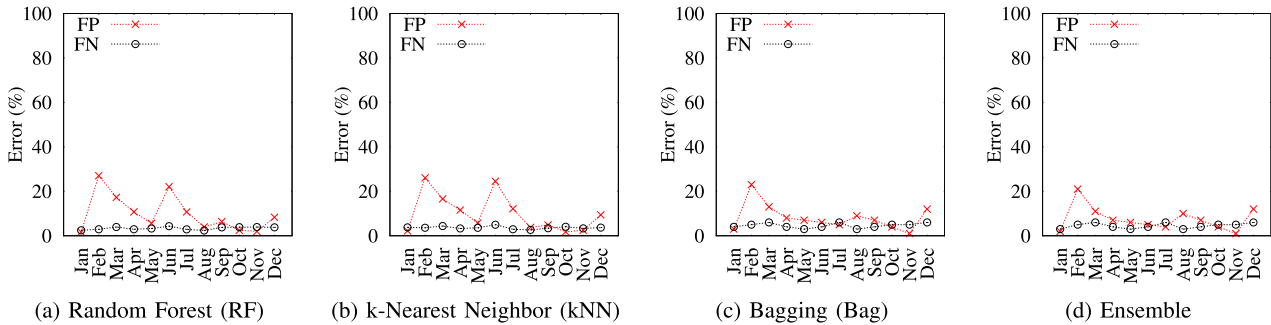 Error (%)
100
80
60
40
20
0
FP
FN
Jan
Feb
Mar
Apr
May
Jun
Jul
Aug
Sep
Oct
Nov
Dec
(a) Random Forest (RF)
Error (%)
100
80
60
40
20
0
FP
FN
Jan
Feb
Mar
Apr
May
Jun
Jul
Aug
Sep
Oct
Nov
Dec
(b) k-Nearest Neighbor (kNN)
Error (%)
100
80
60
40
20
0
FP
FN
Jan
Feb
Mar
Apr
May
Jun
Jul
Aug
Sep
Oct
Nov
Dec
(c) Bagging (Bag)
Error (%)
100
80
60
40
20
0
FP
FN
Jan
Feb
Mar
Apr
May
Jun
Jul
Aug
Sep
Oct
Nov
Dec
(d) Ensemble